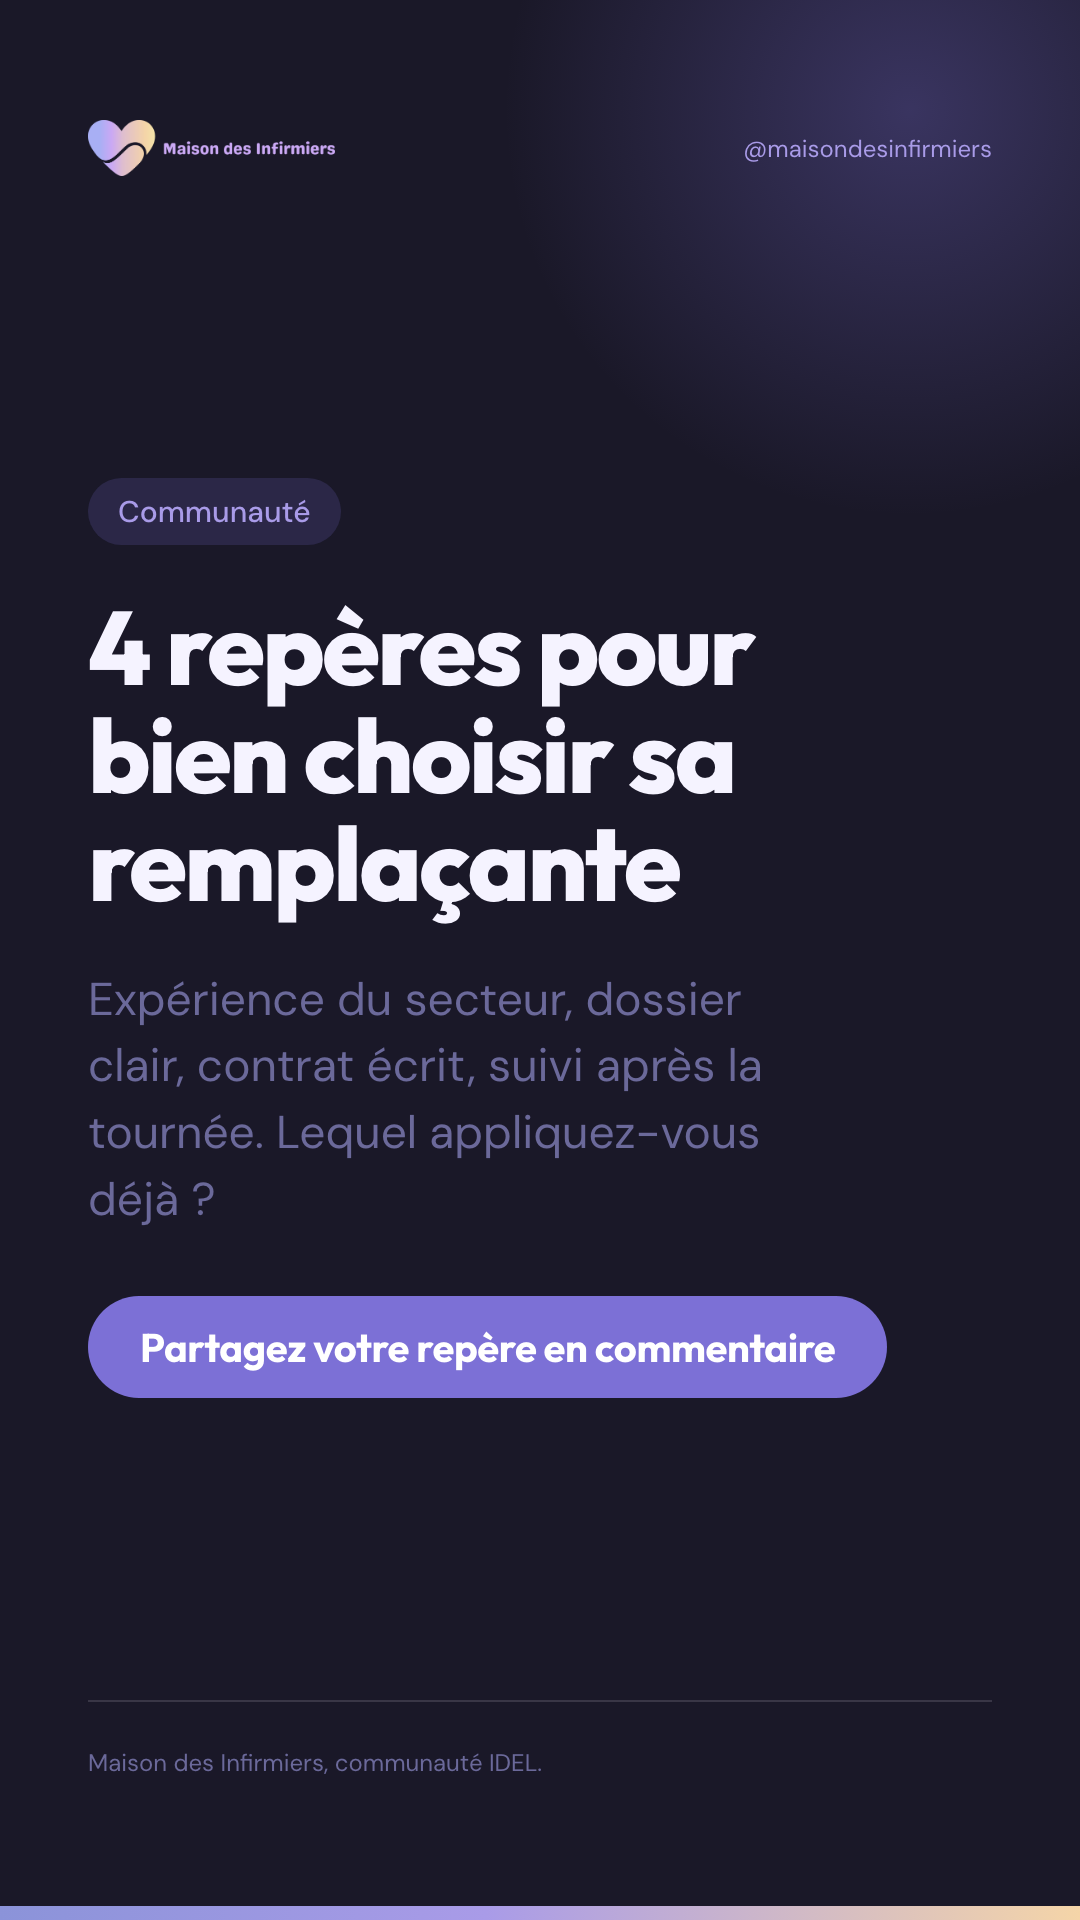 Maison des Infirmiers
@maisondesinfirmiers
Communauté
4 repères pour
bien choisir sa
remplaçante
Expérience du secteur, dossier
clair, contrat écrit, suivi après la
tournée. Lequel appliquez-vous
déjà ?
Partagez votre repère en commentaire
Maison des Infirmiers, communauté IDEL.